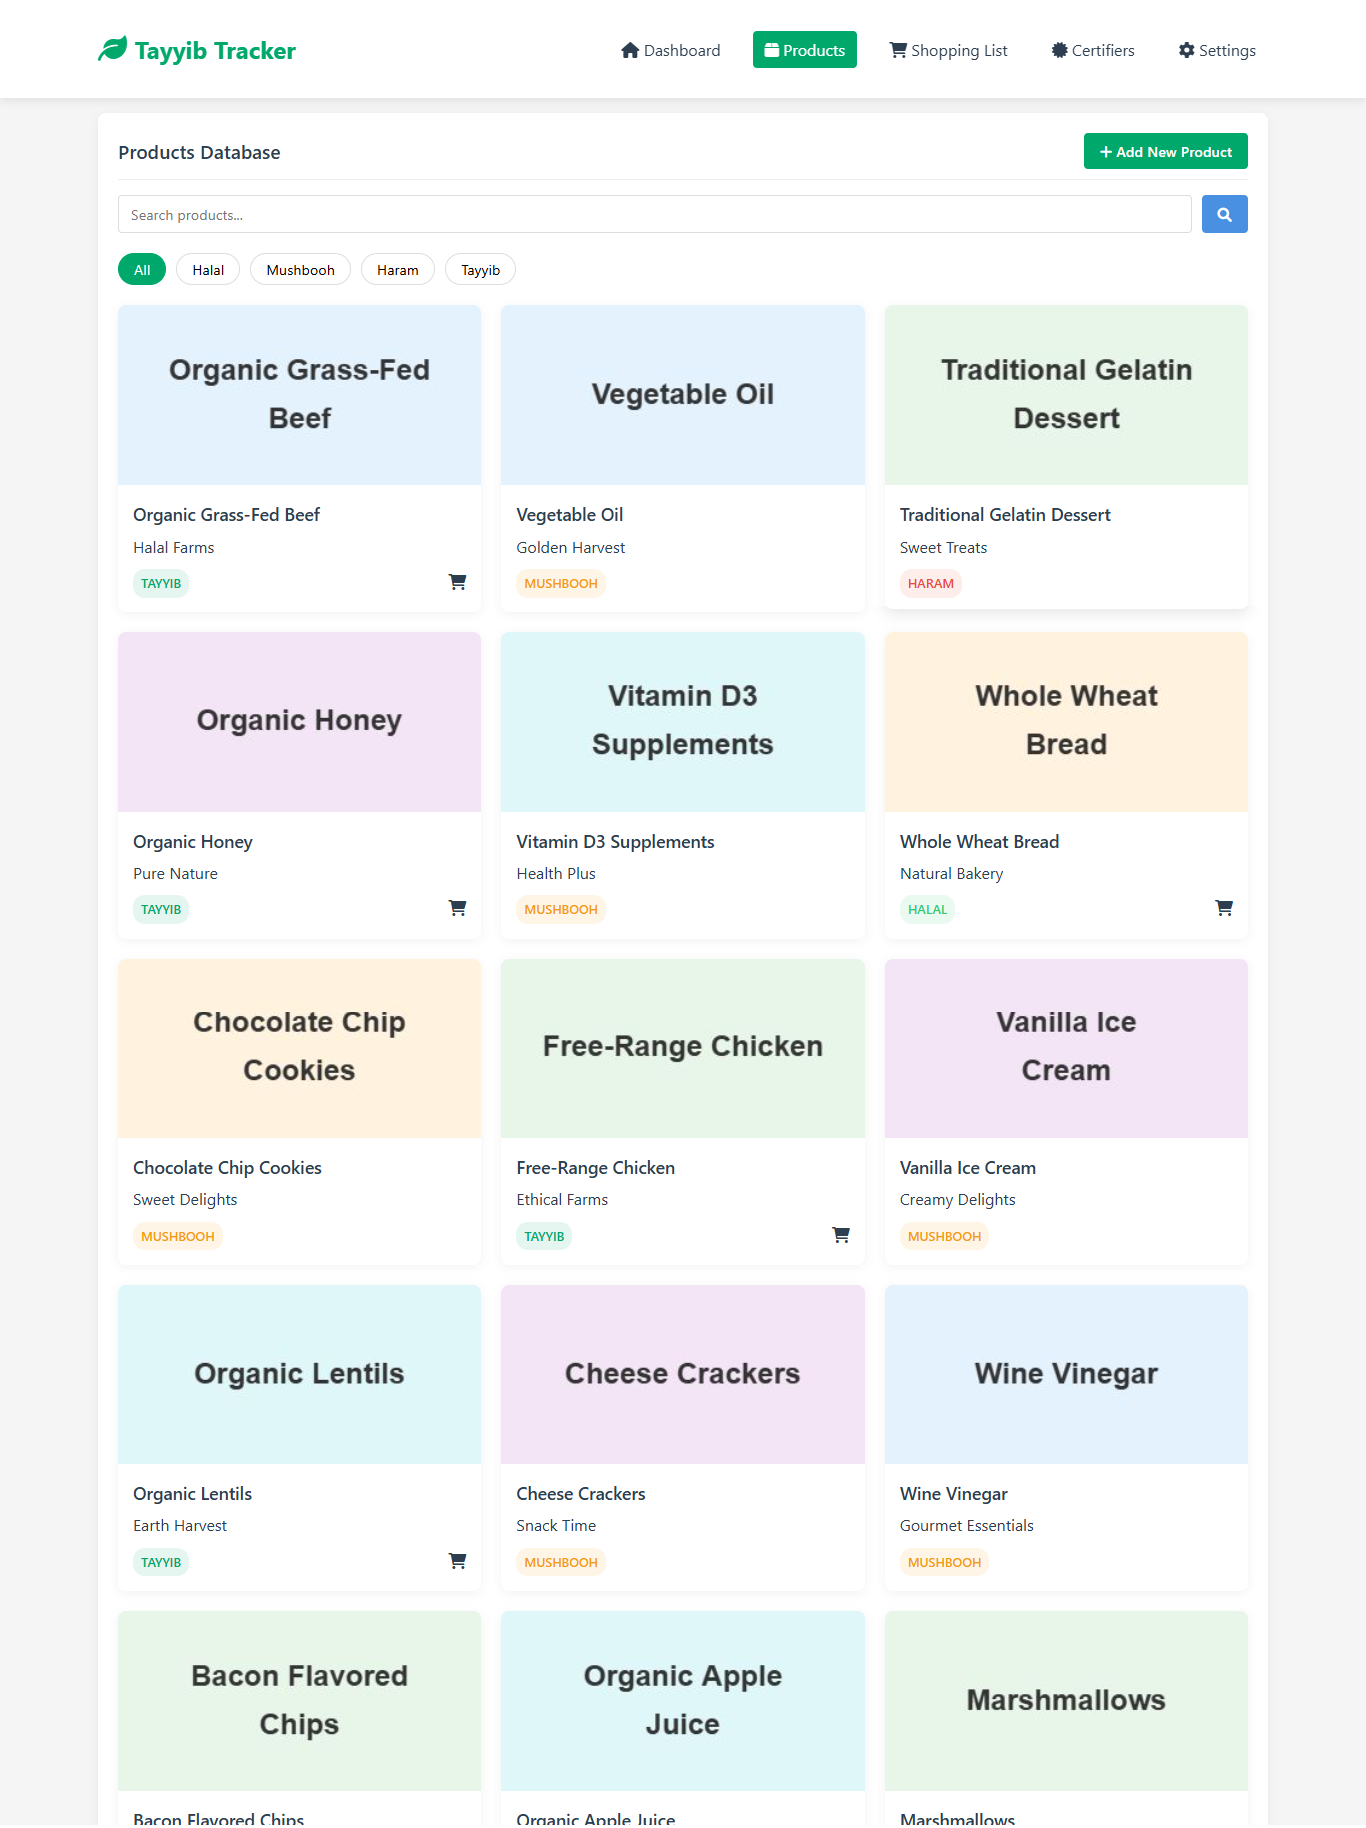 Tayyib Tracker
Dashboard
Products
Shopping List
Certifiers
Settings
Products Database
Add New Product
Search products...
All
Halal
Mushbooh
Haram
Tayyib
Organic Grass-Fed
Beef
Organic Grass-Fed Beef
Halal Farms
TAYYIB
Vegetable Oil
Vegetable Oil
Golden Harvest
MUSHBOOH
Traditional Gelatin
Dessert
Traditional Gelatin Dessert
Sweet Treats
HARAM
Organic Honey
Organic Honey
Pure Nature
TAYYIB
Vitamin D3
Supplements
Vitamin D3 Supplements
Health Plus
MUSHBOOH
Whole Wheat
Bread
Whole Wheat Bread
Natural Bakery
HALAL
Chocolate Chip
Cookies
Chocolate Chip Cookies
Sweet Delights
MUSHBOOH
Free-Range Chicken
Free-Range Chicken
Ethical Farms
TAYYIB
Vanilla Ice
Cream
Vanilla Ice Cream
Creamy Delights
MUSHBOOH
Organic Lentils
Organic Lentils
Earth Harvest
TAYYIB
Cheese Crackers
Cheese Crackers
Snack Time
MUSHBOOH
Wine Vinegar
Wine Vinegar
Gourmet Essentials
MUSHBOOH
Bacon Flavored
Chips
Bacon Flavored Chips
Organic Apple
Juice
Organic Apple Juice
Marshmallows
Marshmallows